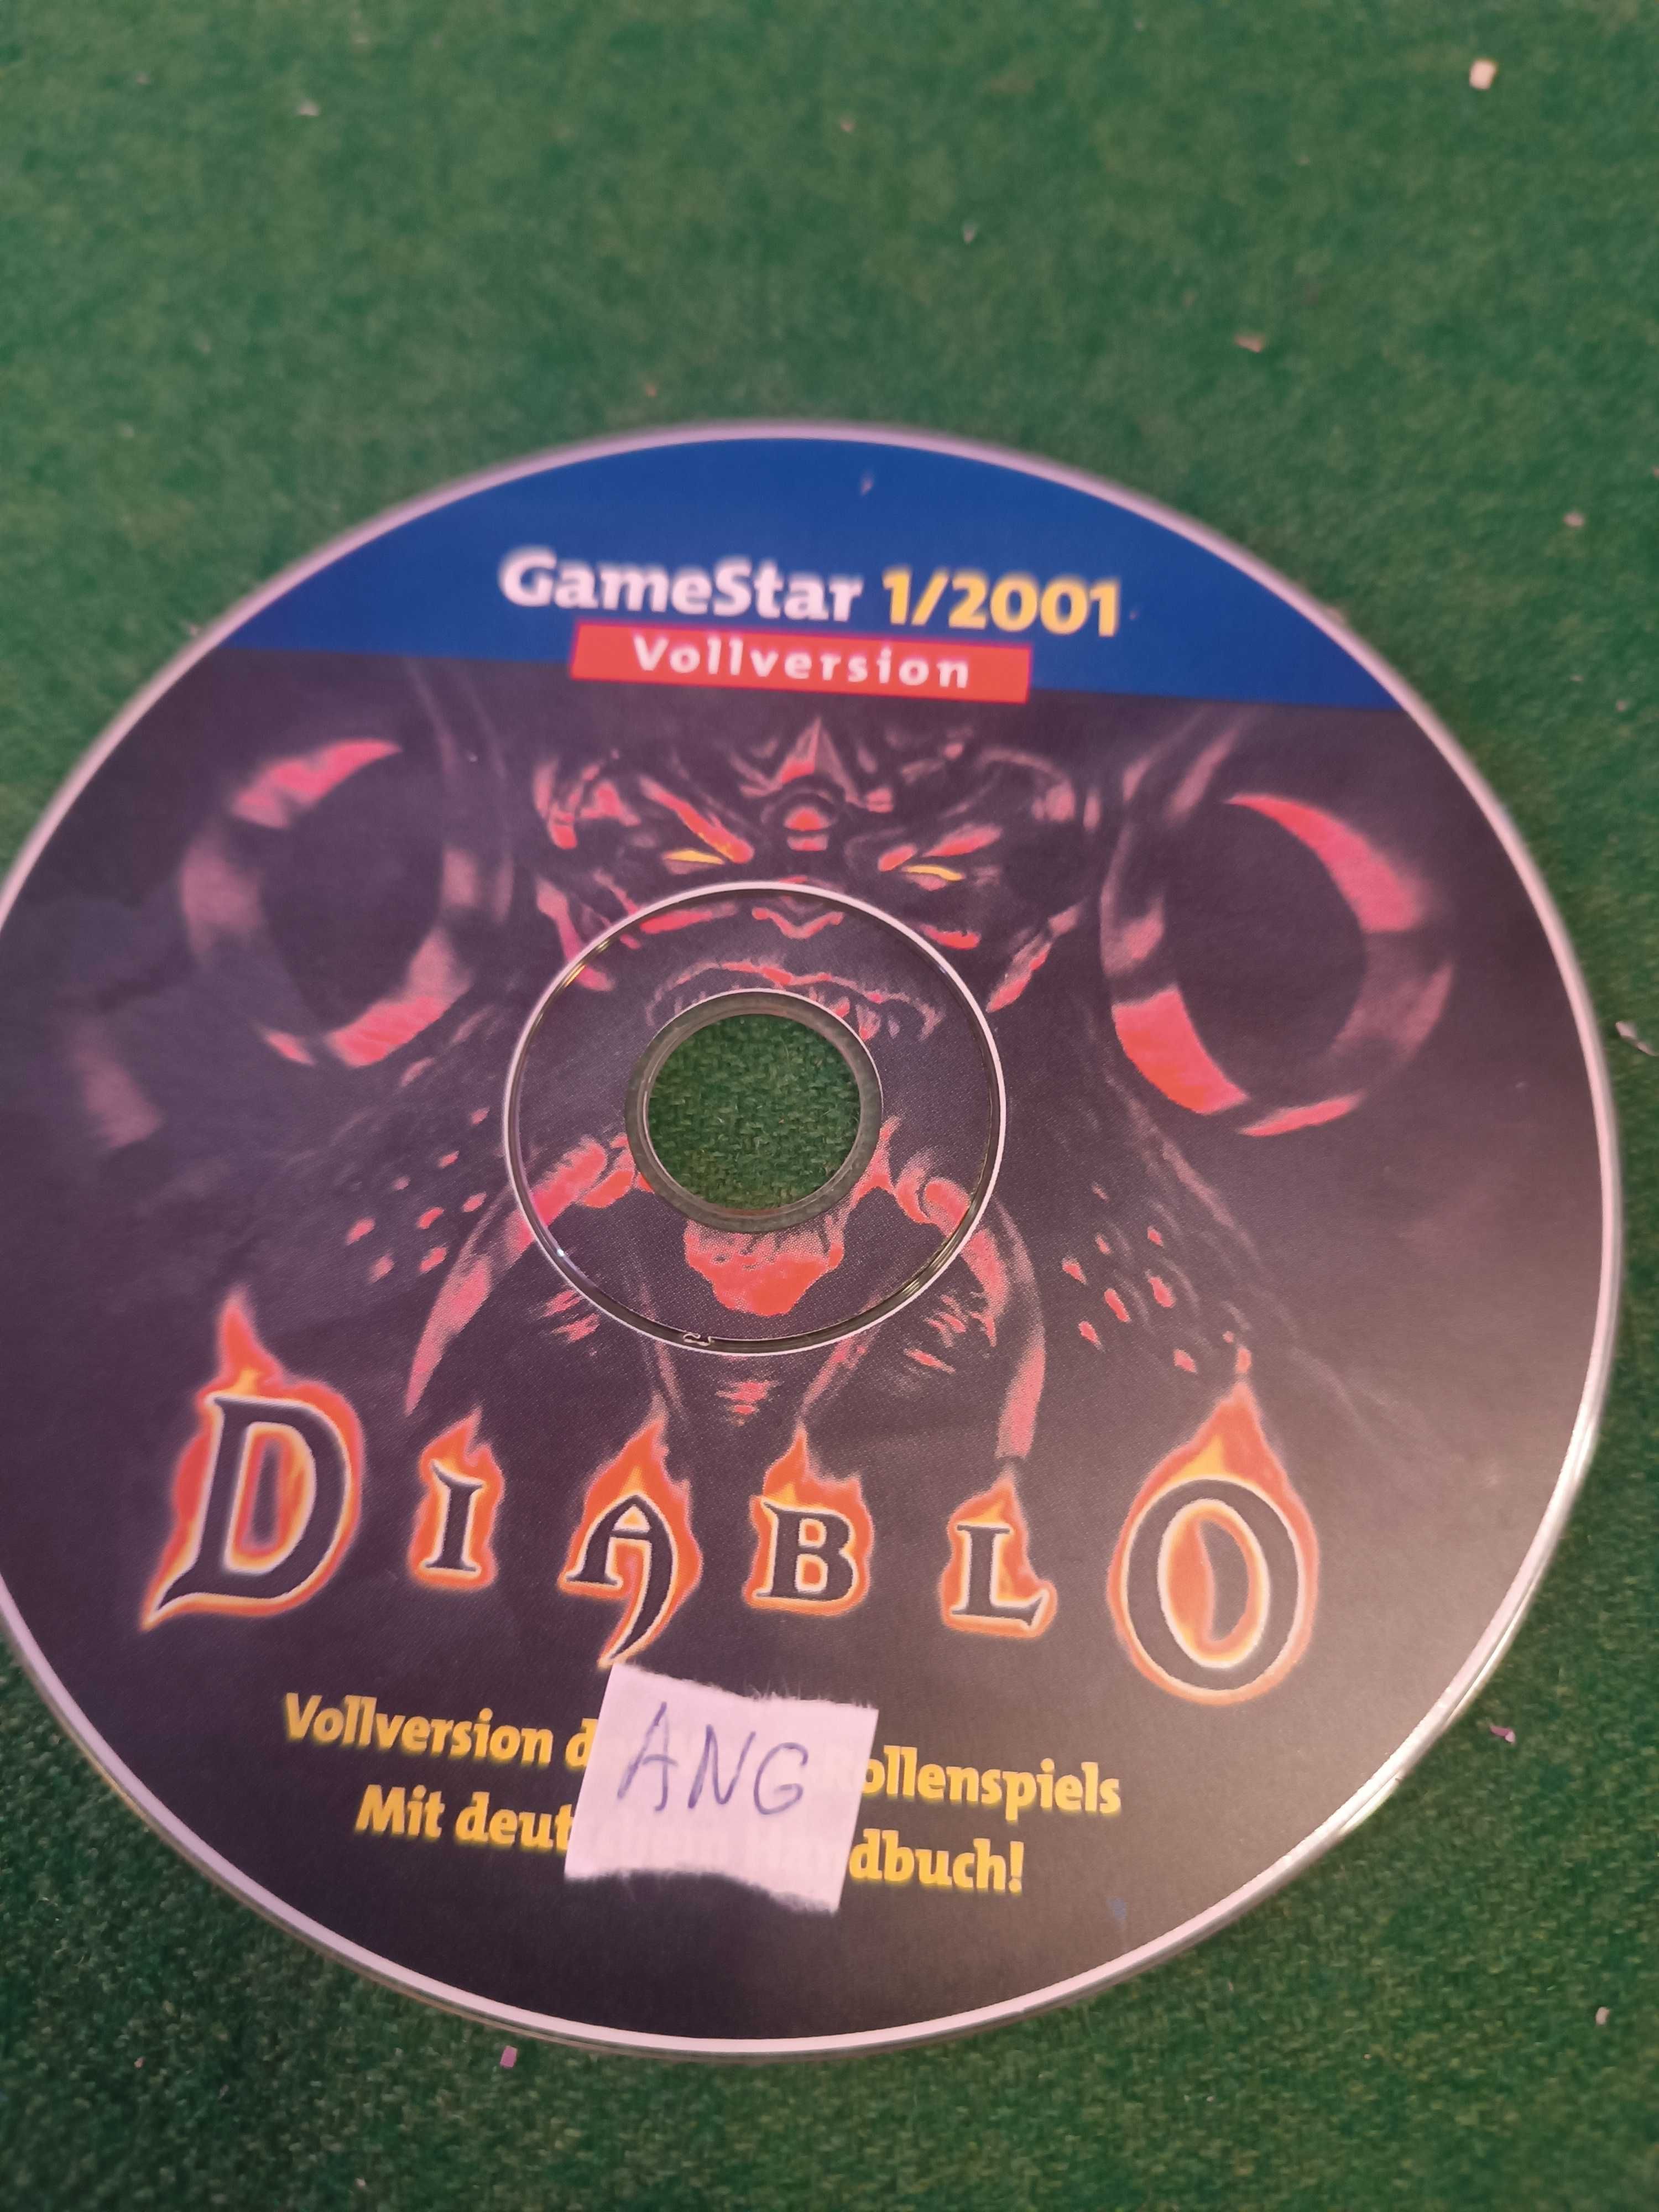 GameStar 1/2001
Vollversion
DIABLO
Vollversion d ollenspiels
ANG
Mit deut dbuch!